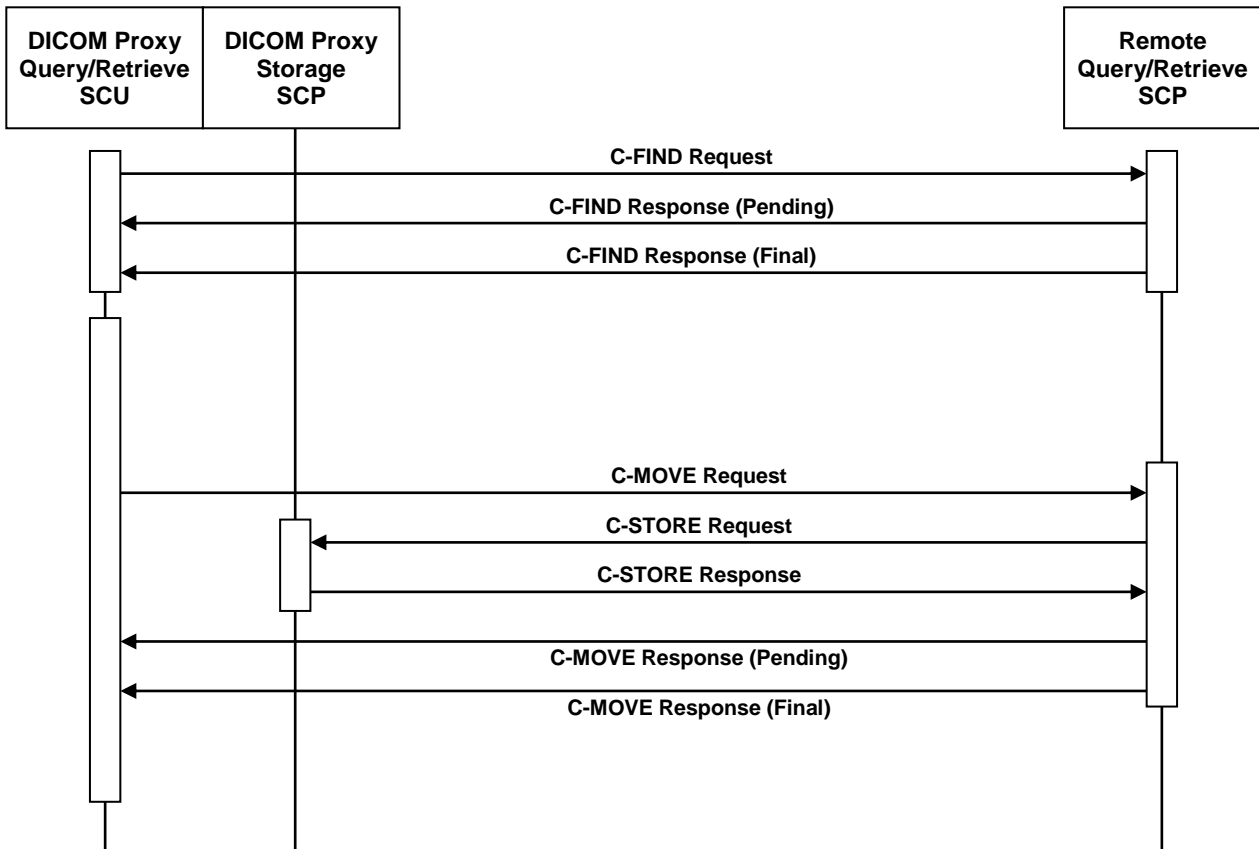 DICOM Proxy
Query/Retrieve
SCU
DICOM Proxy
Storage
SCP
Remote
Query/Retrieve
SCP
C-FIND Request
C-FIND Response (Pending)
C-FIND Response (Final)
C-MOVE Request
C-STORE Request
C-STORE Response
C-MOVE Response (Pending)
C-MOVE Response (Final)